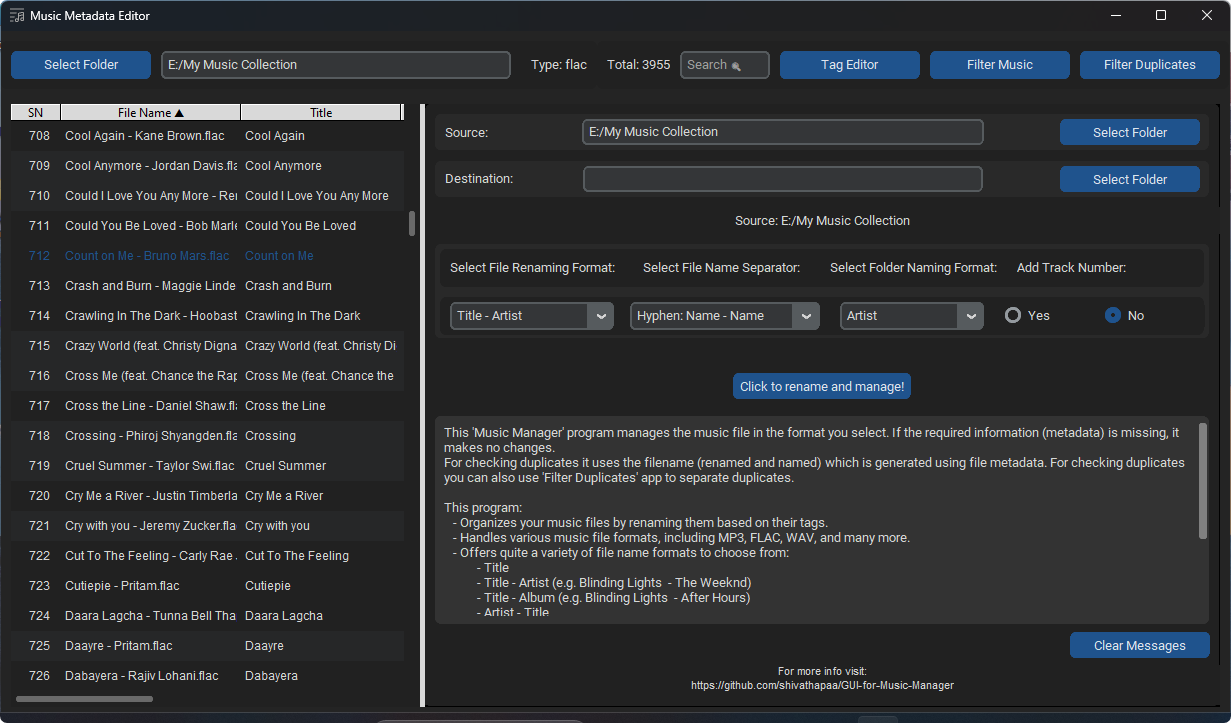 Music Metadata Editor
Select Folder
E:/My Music Collection
Type: flac
Total: 3955
Search
Tag Editor
Filter Music
Filter Duplicates
SN File Name ▲ Title
708 Cool Again - Kane Brown.flac Cool Again
709 Cool Anymore - Jordan Davis.fla Cool Anymore
710 Could I Love You Any More - Ren Could I Love You Any More
711 Could You Be Loved - Bob Marle Could You Be Loved
712 Count on Me - Bruno Mars.flac Count on Me
713 Crash and Burn - Maggie Linde Crash and Burn
714 Crawling In The Dark - Hoobast Crawling In The Dark
715 Crazy World (feat. Christy Digna Crazy World (feat. Christy Di
716 Cross Me (feat. Chance the Rap Cross Me (feat. Chance the
717 Cross the Line - Daniel Shaw.fla Cross the Line
718 Crossing - Phiroj Shyangden.fla Crossing
719 Cruel Summer - Taylor Swi.flac Cruel Summer
720 Cry Me a River - Justin Timberla Cry Me a River
721 Cry with you - Jeremy Zucker.fla Cry with you
722 Cut To The Feeling - Carly Rae . Cut To The Feeling
723 Cutiepie - Pritam.flac Cutiepie
724 Daara Lagcha - Tunna Bell Tha Daara Lagcha
725 Daayre - Pritam.flac Daayre
726 Dabayera - Rajiv Lohani.flac Dabayera
Source:
E:/My Music Collection
Select Folder
Destination:
Select Folder
Source: E:/My Music Collection
Select File Renaming Format:
Select File Name Separator:
Select Folder Naming Format:
Add Track Number:
Title - Artist
Hyphen: Name - Name
Artist
Yes
No
Click to rename and manage!
This 'Music Manager' program manages the music file in the format you select. If the required information (metadata) is missing, it
makes no changes.
For checking duplicates it uses the filename (renamed and named) which is generated using file metadata. For checking duplicates
you can also use 'Filter Duplicates' app to separate duplicates.
This program:
- Organizes your music files by renaming them based on their tags.
- Handles various music file formats, including MP3, FLAC, WAV, and many more.
- Offers quite a variety of file name formats to choose from:
- Title
- Title - Artist (e.g. Blinding Lights - The Weeknd)
- Title - Album (e.g. Blinding Lights - After Hours)
- Artist - Title
Clear Messages
For more info visit:
https://github.com/shivathapaa/GUI-for-Music-Manager